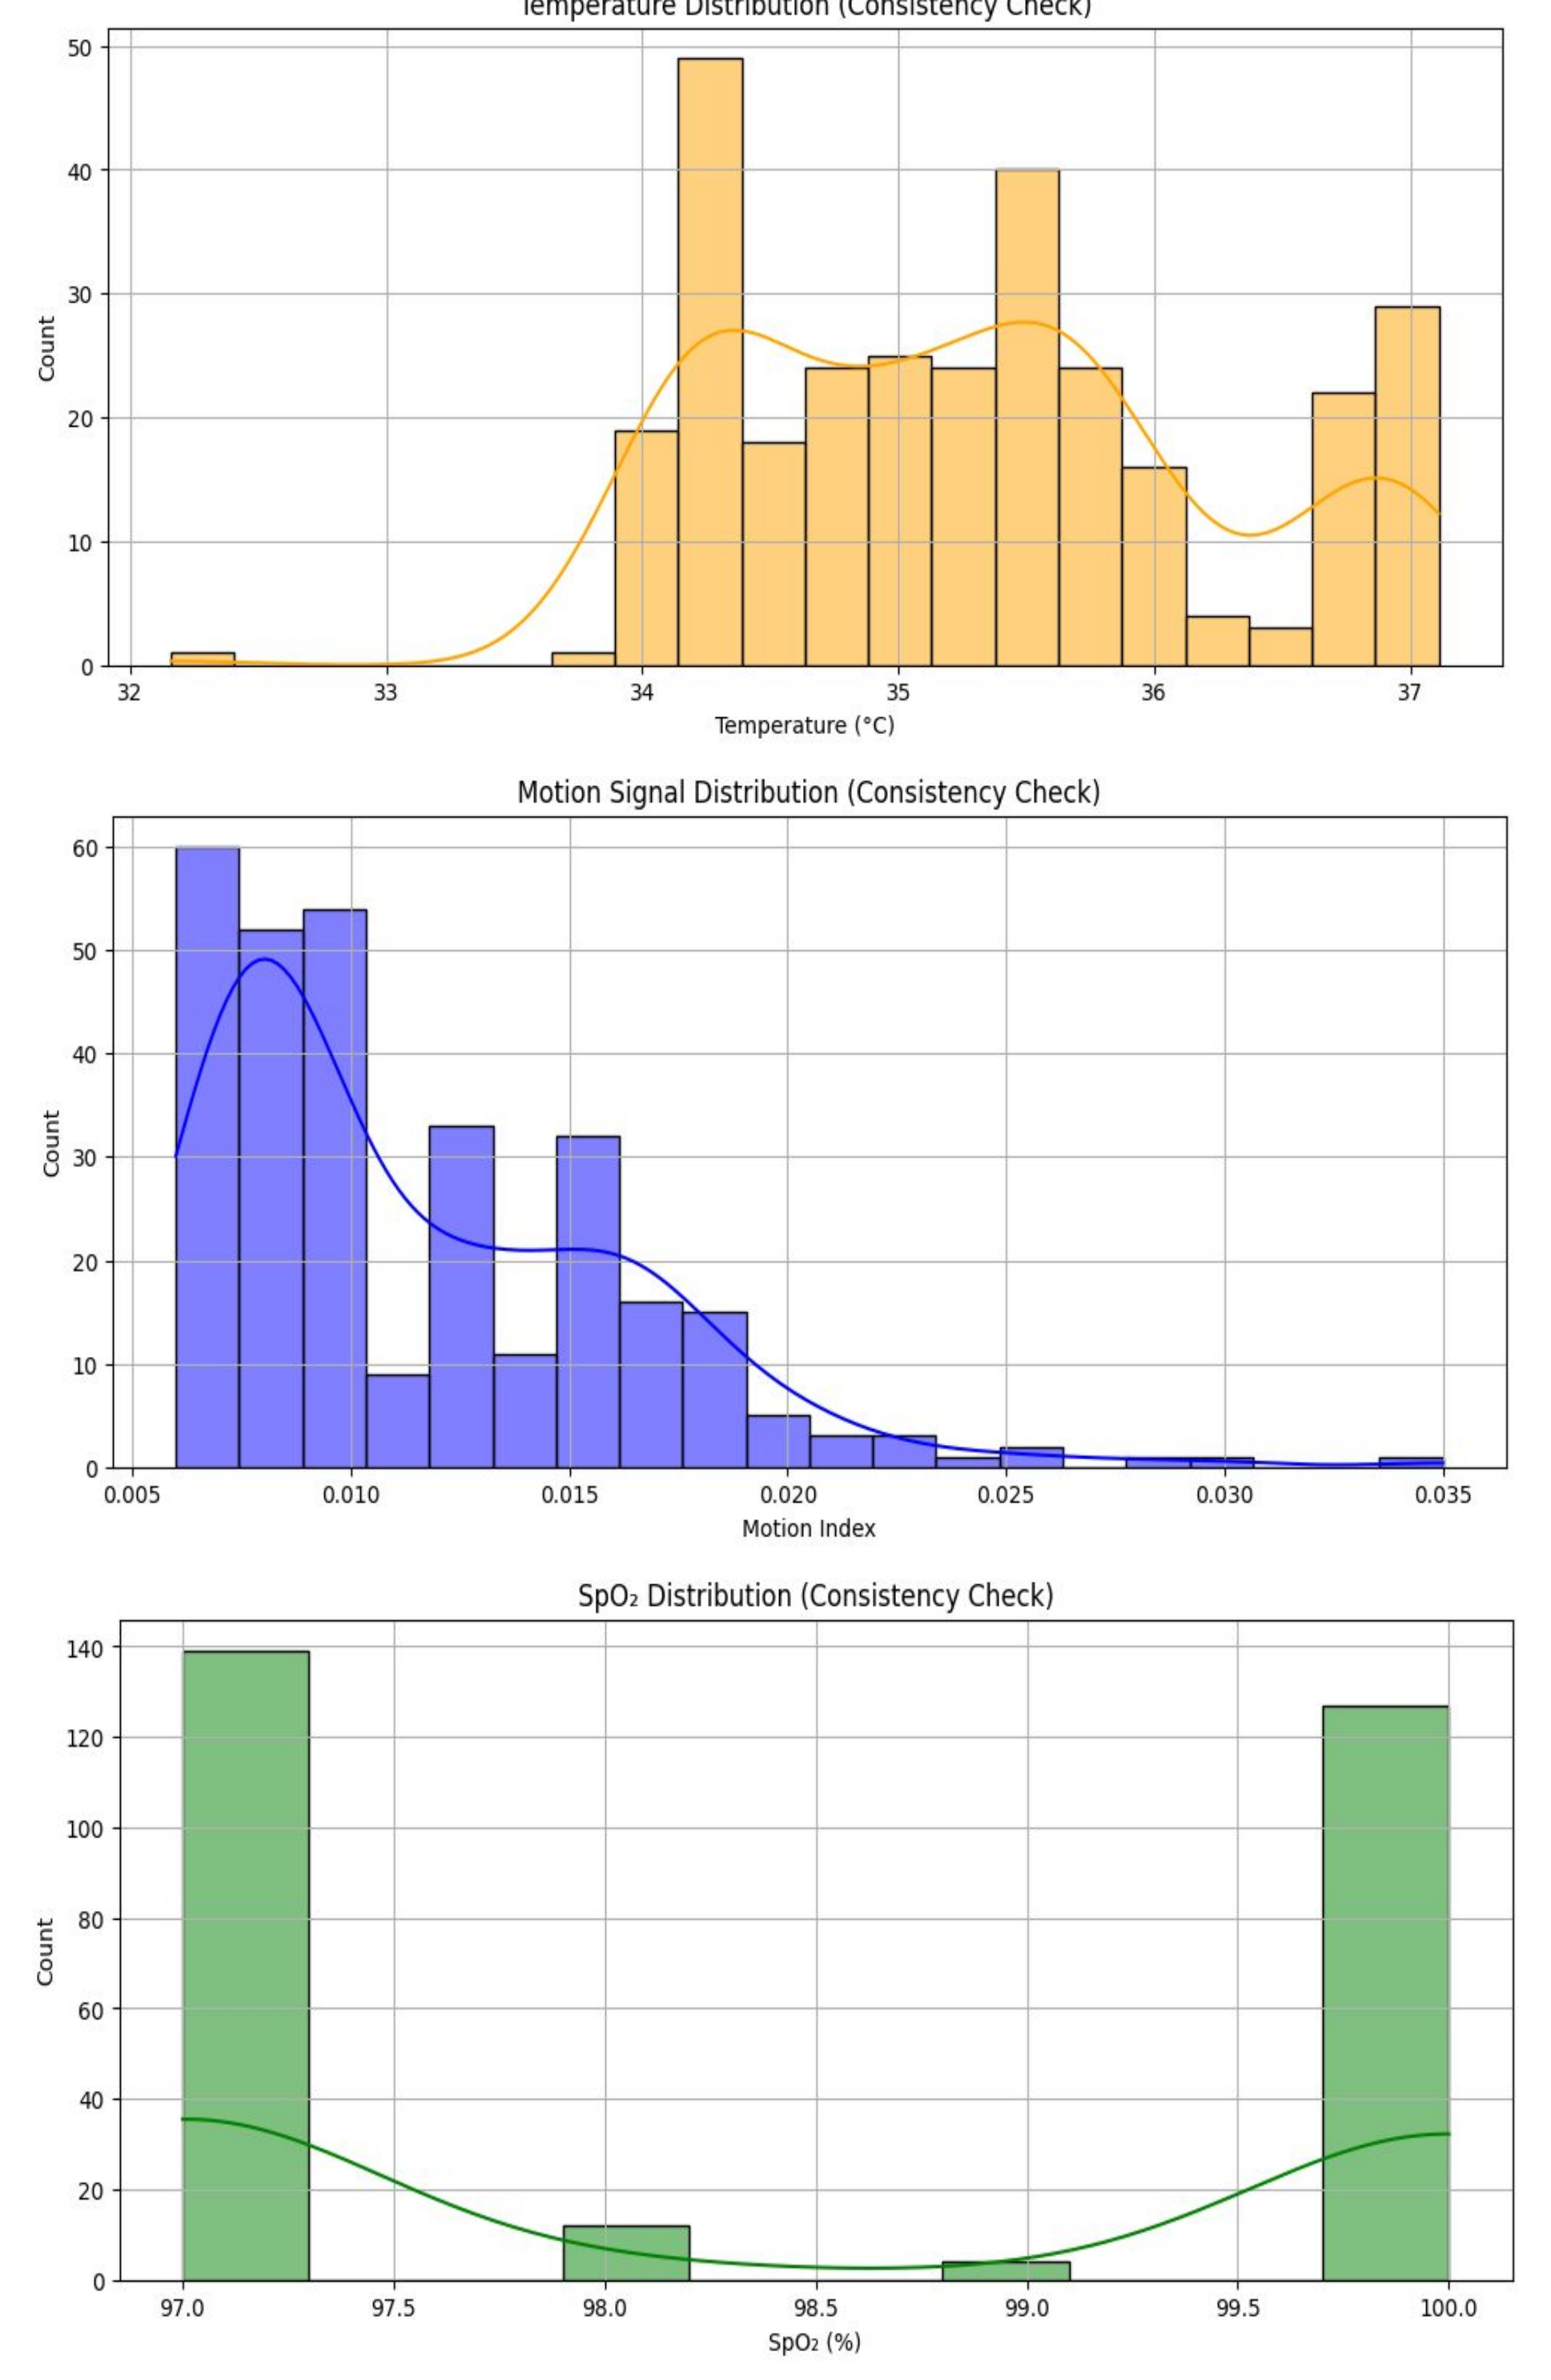 Temperature Distribution (Consistency Check)
50
40
30
20
10
0
Count
32 33 34 35 36 37
Temperature (°C)
Motion Signal Distribution (Consistency Check)
60
50
40
30
20
10
0
Count
0.005 0.010 0.015 0.020 0.025 0.030 0.035
Motion Index
SpO₂ Distribution (Consistency Check)
140
120
100
80
60
40
20
0
Count
97.0 97.5 98.0 98.5 99.0 99.5 100.0
SpO₂ (%)